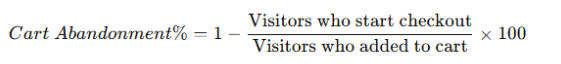 Cart Abandonment% = 1 − Visitors who start checkout / Visitors who added to cart × 100